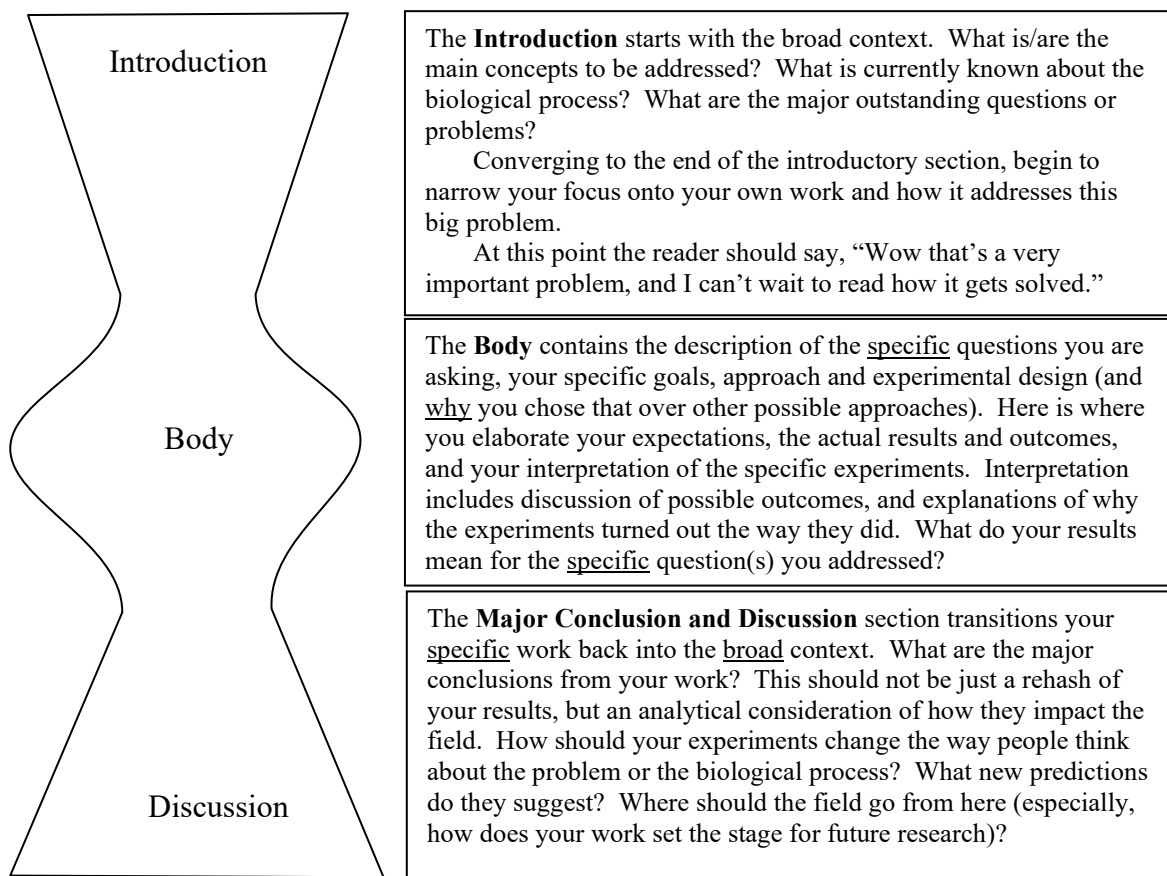 Introduction
The Introduction starts with the broad context.  What is/are the
main concepts to be addressed?  What is currently known about the
biological process?  What are the major outstanding questions or
problems?
Converging to the end of the introductory section, begin to
narrow your focus onto your own work and how it addresses this
big problem.
At this point the reader should say, “Wow that’s a very
important problem, and I can’t wait to read how it gets solved.”
Body
The Body contains the description of the specific questions you are
asking, your specific goals, approach and experimental design (and
why you chose that over other possible approaches).  Here is where
you elaborate your expectations, the actual results and outcomes,
and your interpretation of the specific experiments.  Interpretation
includes discussion of possible outcomes, and explanations of why
the experiments turned out the way they did.  What do your results
mean for the specific question(s) you addressed?
Discussion
The Major Conclusion and Discussion section transitions your
specific work back into the broad context.  What are the major
conclusions from your work?  This should not be just a rehash of
your results, but an analytical consideration of how they impact the
field.  How should your experiments change the way people think
about the problem or the biological process?  What new predictions
do they suggest?  Where should the field go from here (especially,
how does your work set the stage for future research)?